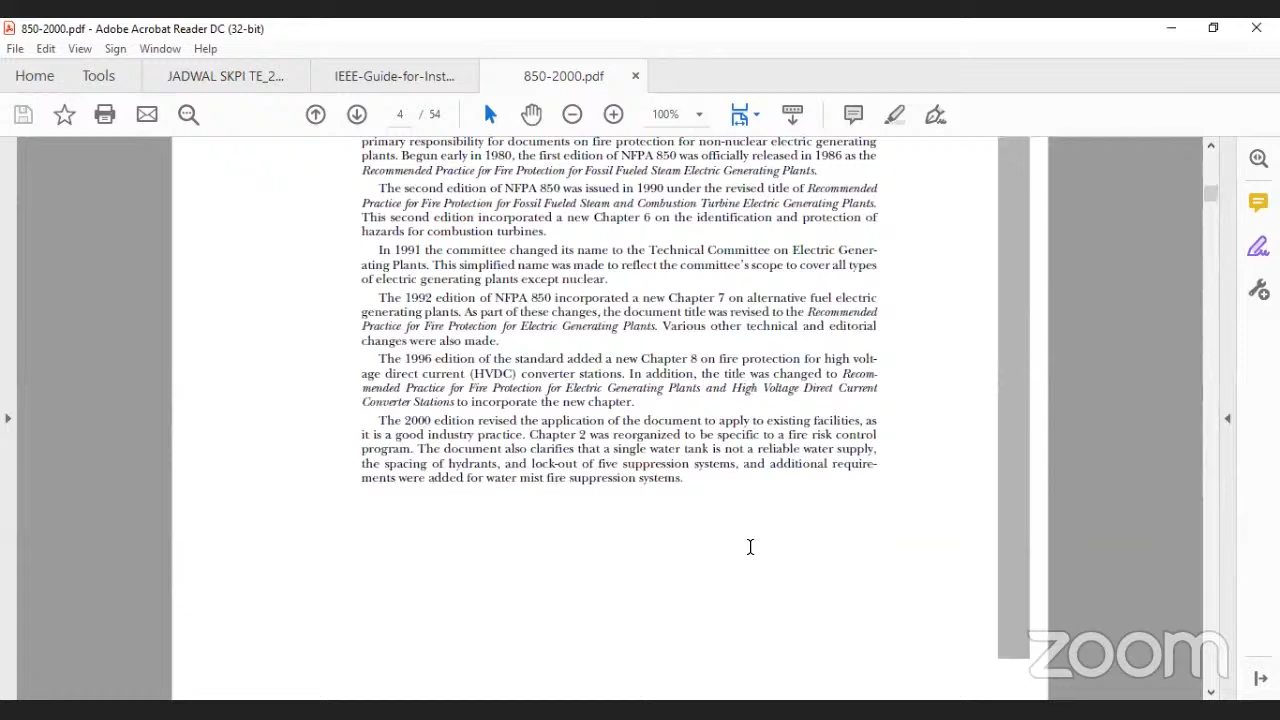 850-2000.pdf - Adobe Acrobat Reader DC (32-bit)
File Edit View Sign Window Help
Home Tools JADWAL SKPI TE_2... IEEE-Guide-for-Inst... 850-2000.pdf
4 / 54 100%
primary responsibility for documents on fire protection for non-nuclear electric generating
plants. Begun early in 1980, the first edition of NFPA 850 was officially released in 1986 as the
Recommended Practice for Fire Protection for Fossil Fueled Steam Electric Generating Plants.
The second edition of NFPA 850 was issued in 1990 under the revised title of Recommended
Practice for Fire Protection for Fossil Fueled Steam and Combustion Turbine Electric Generating Plants.
This second edition incorporated a new Chapter 6 on the identification and protection of
hazards for combustion turbines.
In 1991 the committee changed its name to the Technical Committee on Electric Gener-
ating Plants. This simplified name was made to reflect the committee's scope to cover all types
of electric generating plants except nuclear.
The 1992 edition of NFPA 850 incorporated a new Chapter 7 on alternative fuel electric
generating plants. As part of these changes, the document title was revised to the Recommended
Practice for Fire Protection for Electric Generating Plants. Various other technical and editorial
changes were also made.
The 1996 edition of the standard added a new Chapter 8 on fire protection for high volt-
age direct current (HVDC) converter stations. In addition, the title was changed to Recom-
mended Practice for Fire Protection for Electric Generating Plants and High Voltage Direct Current
Converter Stations to incorporate the new chapter.
The 2000 edition revised the application of the document to apply to existing facilities, as
it is a good industry practice. Chapter 2 was reorganized to be specific to a fire risk control
program. The document also clarifies that a single water tank is not a reliable water supply,
the spacing of hydrants, and lock-out of five suppression systems, and additional require-
ments were added for water mist fire suppression systems.
zoom